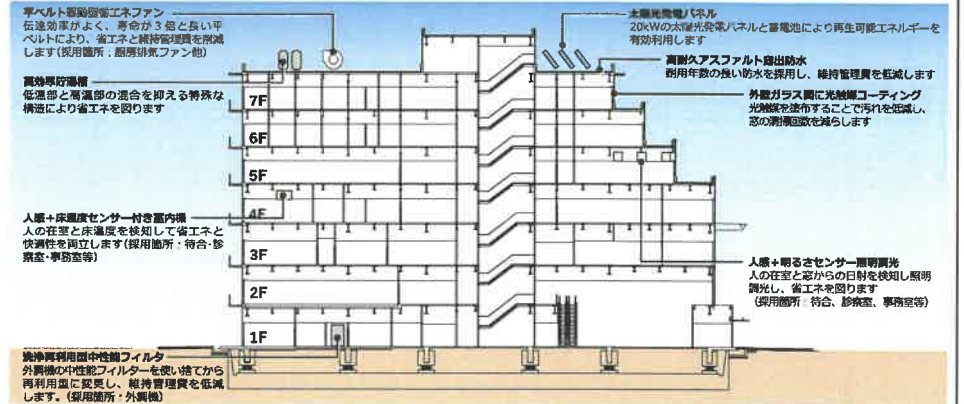 平ベルト駆動型省エネファン
伝達効率がよく、寿命が3倍と長い平
ベルトにより、省エネと維持管理費を削減
します(採用箇所:厨房排気ファン他)
高効率貯湯槽
低温部と高温部の混合を抑える特殊な
構造により省エネを図ります
人感+床温度センサー付き室内機
人の在室と床温度を検知して省エネと
快適性を両立します(採用箇所:待合・診
察室・事務室等)
洗浄再利用型中性能フィルタ
外調機の中性能フィルターを使い捨てから
再利用型に変更し、維持管理費を低減
します。(採用箇所:外調機)
7F
6F
5F
4F
3F
2F
1F
太陽光発電パネル
20kWの太陽光発電パネルと蓄電池により再生可能エネルギーを
有効利用します
高耐久アスファルト露出防水
耐用年数の長い防水を採用し、維持管理費を低減します
外壁ガラス面に光触媒コーティング
光触媒を塗布することで汚れを低減し、
窓の清掃回数を減らします
人感+明るさセンサー照明調光
人の在室と窓からの日射を検知し照明
調光し、省エネを図ります
(採用箇所:待合、診察室、事務室等)